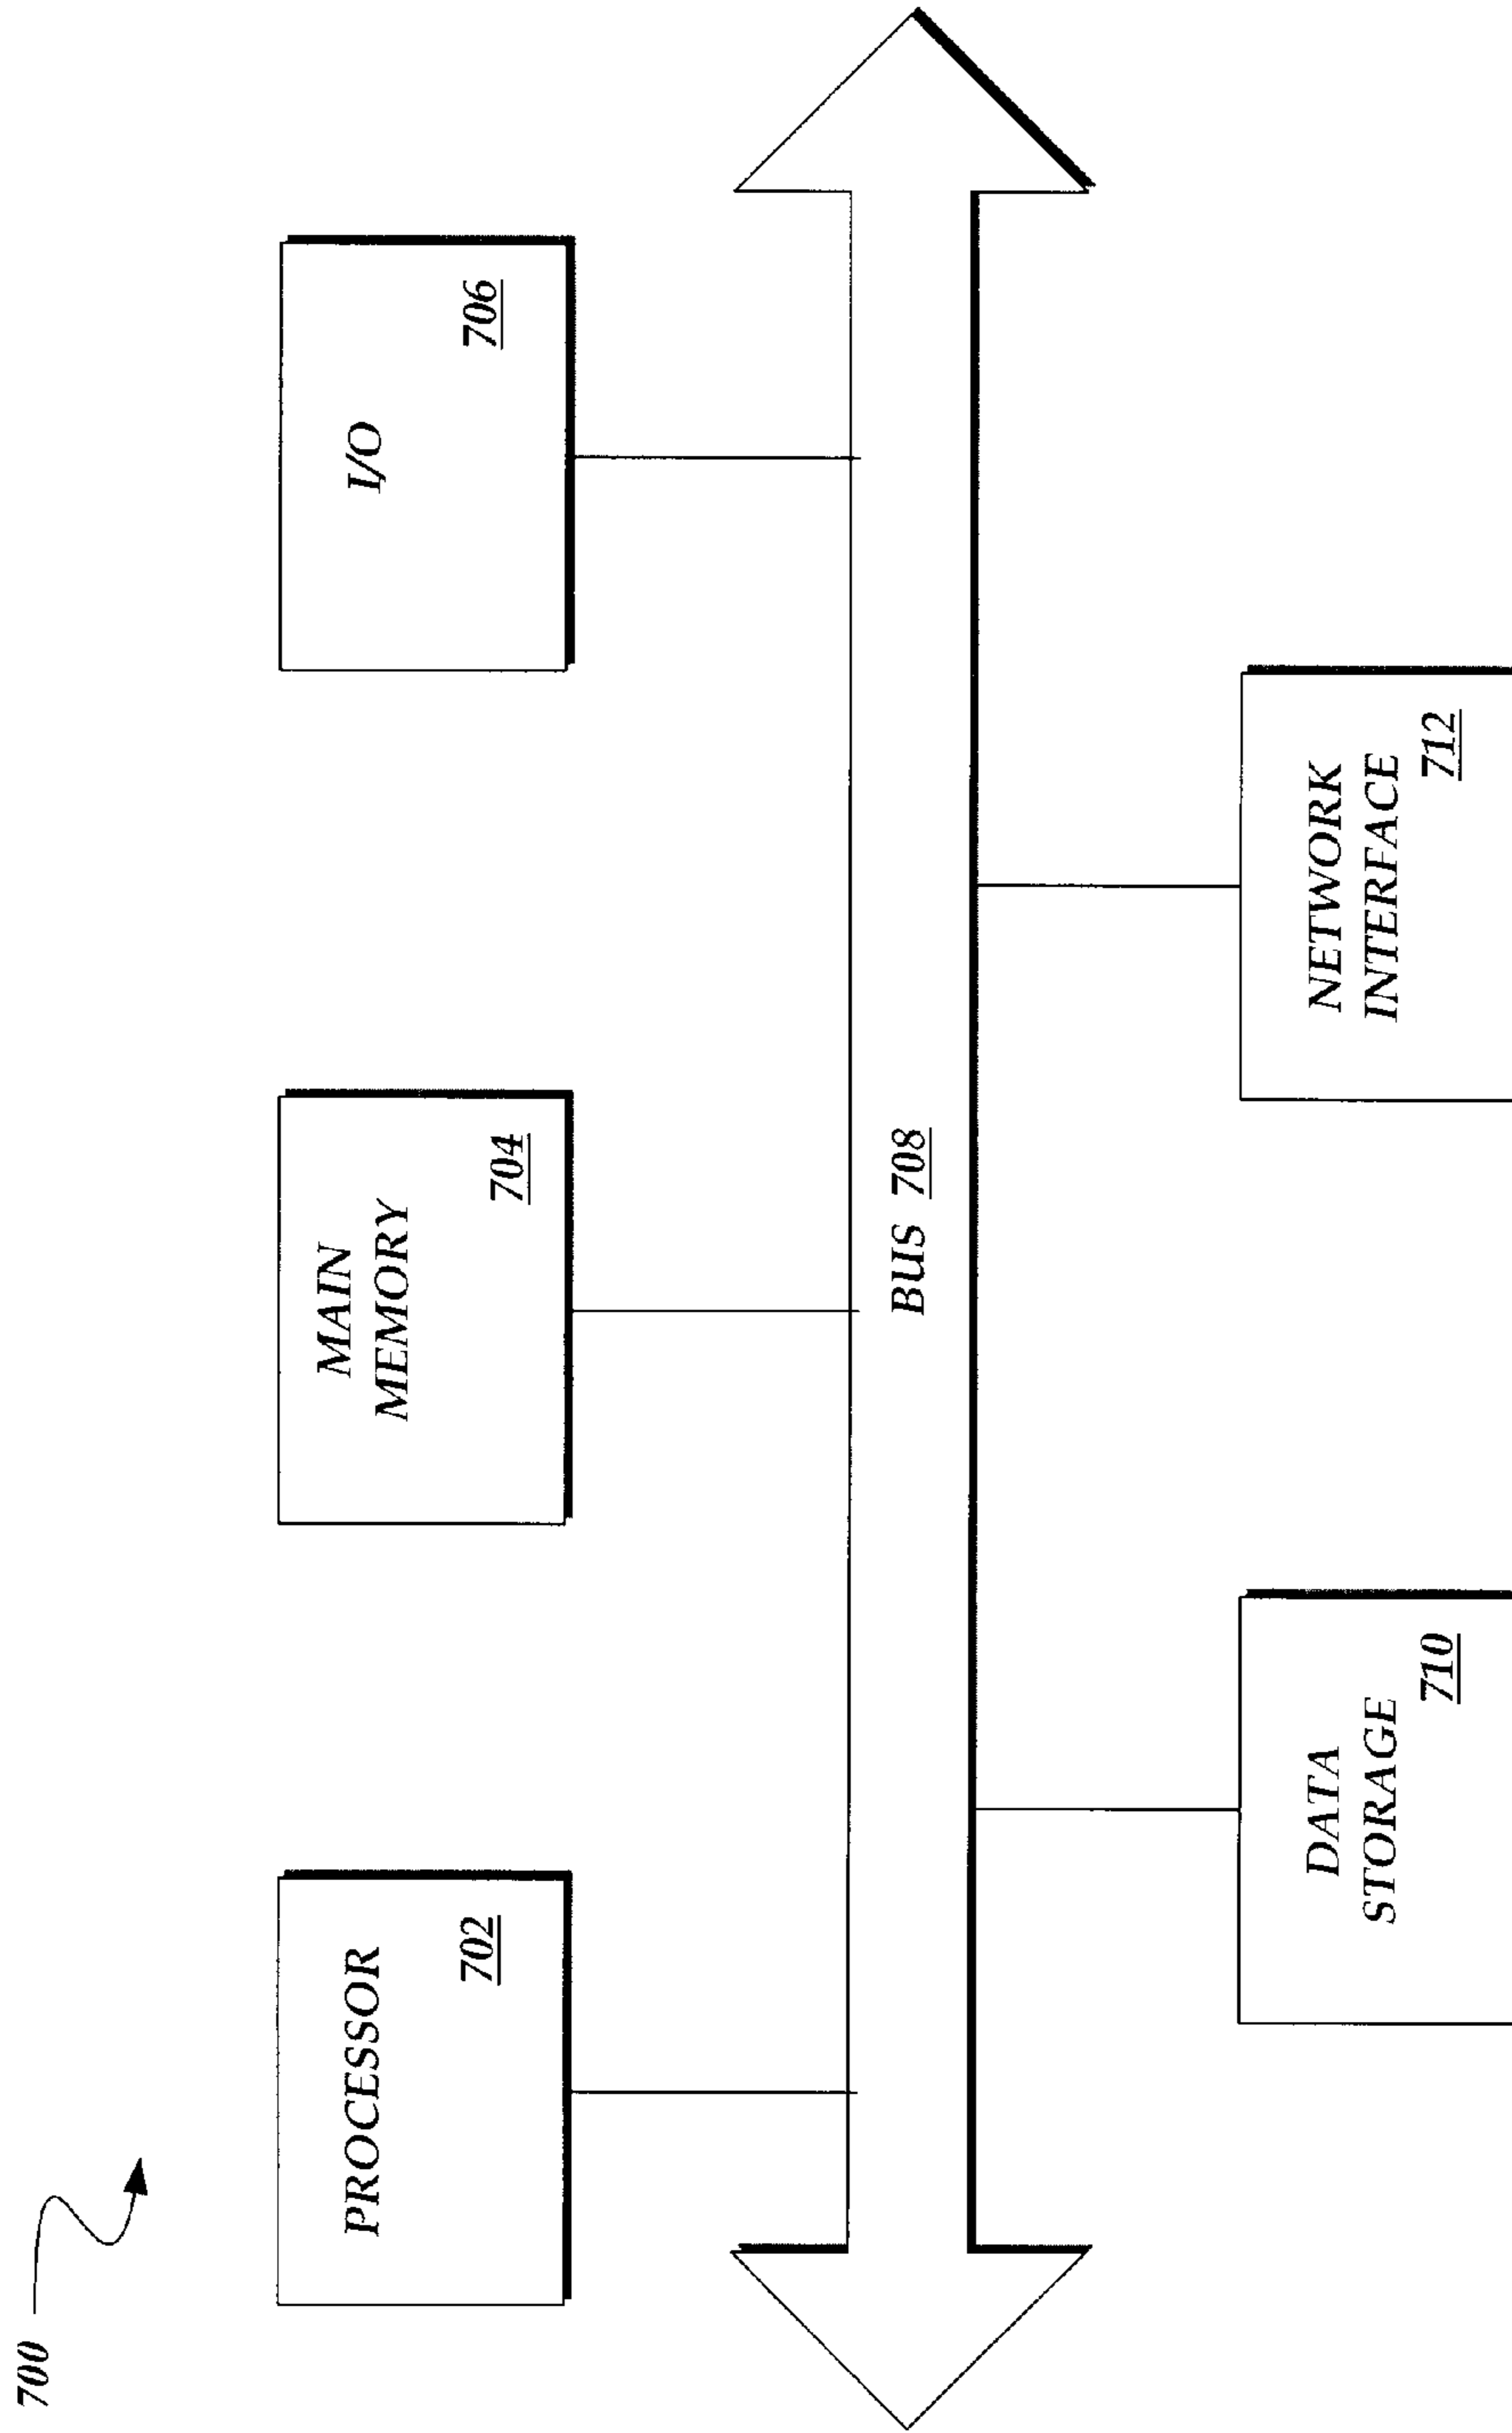 700
PROCESSOR
702
MAIN
MEMORY
704
I/O
706
BUS 708
DATA
STORAGE
710
NETWORK
INTERFACE
712